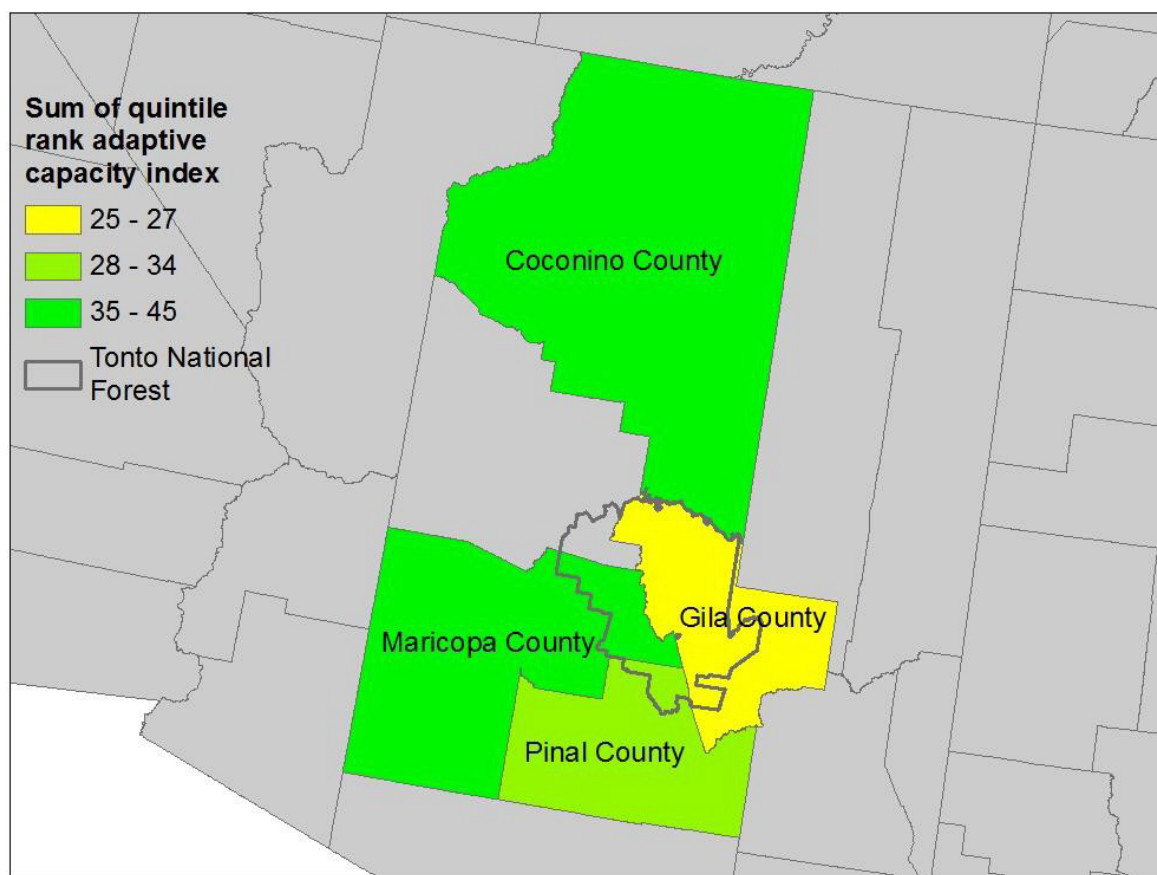 Sum of quintile
rank adaptive
capacity index
25 - 27
28 - 34
35 - 45
Tonto National
Forest
Coconino County
Gila County
Maricopa County
Pinal County